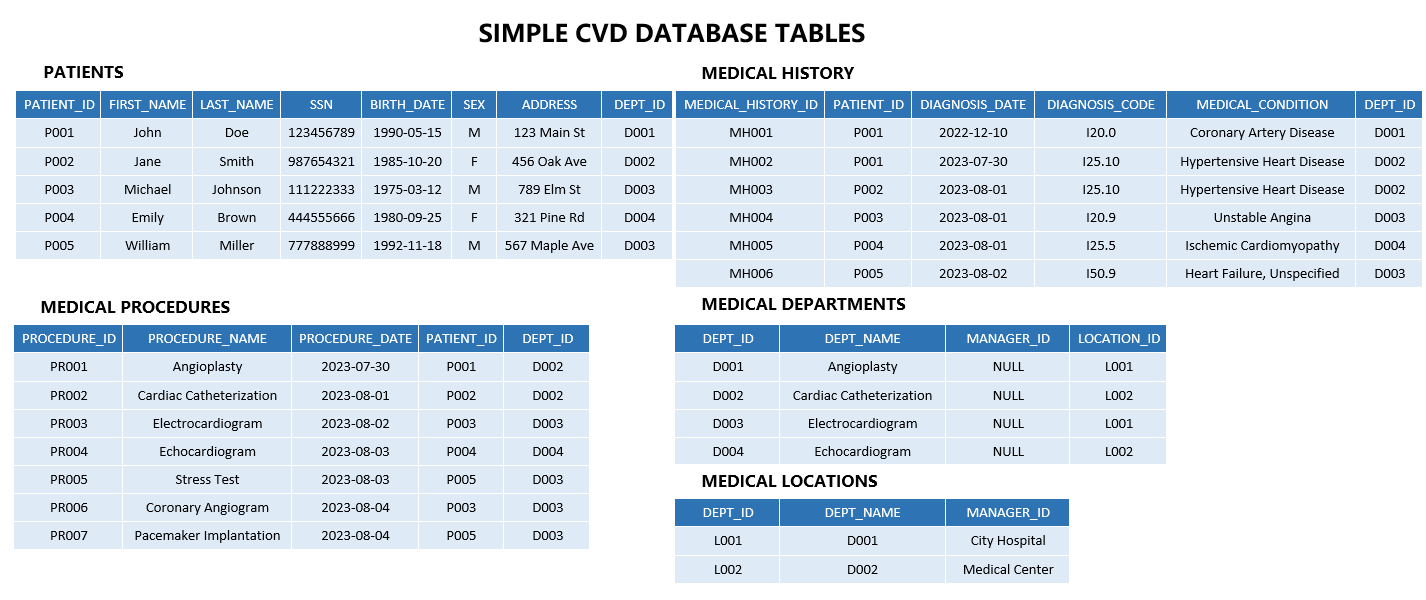 SIMPLE CVD DATABASE TABLES
PATIENTS
PATIENT_ID FIRST_NAME LAST_NAME SSN BIRTH_DATE SEX ADDRESS DEPT_ID
P001 John Doe 123456789 1990-05-15 M 123 Main St D001
P002 Jane Smith 987654321 1985-10-20 F 456 Oak Ave D002
P003 Michael Johnson 111222333 1975-03-12 M 789 Elm St D003
P004 Emily Brown 444555666 1980-09-25 F 321 Pine Rd D004
P005 William Miller 777888999 1992-11-18 M 567 Maple Ave D003
MEDICAL HISTORY
MEDICAL_HISTORY_ID PATIENT_ID DIAGNOSIS_DATE DIAGNOSIS_CODE MEDICAL_CONDITION DEPT_ID
MH001 P001 2022-12-10 I20.0 Coronary Artery Disease D001
MH002 P001 2023-07-30 I25.10 Hypertensive Heart Disease D002
MH003 P002 2023-08-01 I25.10 Hypertensive Heart Disease D002
MH004 P003 2023-08-01 I20.9 Unstable Angina D003
MH005 P004 2023-08-01 I25.5 Ischemic Cardiomyopathy D004
MH006 P005 2023-08-02 I50.9 Heart Failure, Unspecified D003
MEDICAL PROCEDURES
PROCEDURE_ID PROCEDURE_NAME PROCEDURE_DATE PATIENT_ID DEPT_ID
PR001 Angioplasty 2023-07-30 P001 D002
PR002 Cardiac Catheterization 2023-08-01 P002 D002
PR003 Electrocardiogram 2023-08-02 P003 D003
PR004 Echocardiogram 2023-08-03 P004 D004
PR005 Stress Test 2023-08-03 P005 D003
PR006 Coronary Angiogram 2023-08-04 P003 D003
PR007 Pacemaker Implantation 2023-08-04 P005 D003
MEDICAL DEPARTMENTS
DEPT_ID DEPT_NAME MANAGER_ID LOCATION_ID
D001 Angioplasty NULL L001
D002 Cardiac Catheterization NULL L002
D003 Electrocardiogram NULL L001
D004 Echocardiogram NULL L002
MEDICAL LOCATIONS
DEPT_ID DEPT_NAME MANAGER_ID
L001 D001 City Hospital
L002 D002 Medical Center